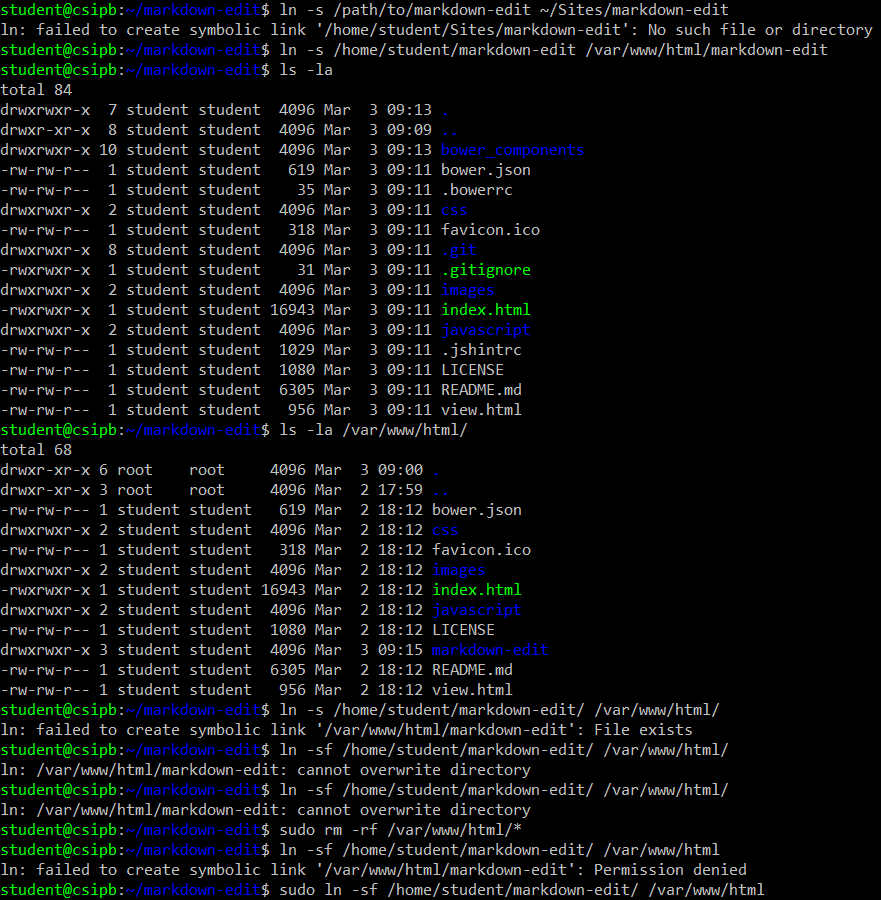 student@csipb:~/markdown-edit$ ln -s /path/to/markdown-edit ~/Sites/markdown-edit
ln: failed to create symbolic link '/home/student/Sites/markdown-edit': No such file or directory
student@csipb:~/markdown-edit$ ln -s /home/student/markdown-edit /var/www/html/markdown-edit
student@csipb:~/markdown-edit$ ls -la
total 84
drwxrwxr-x  7 student student  4096 Mar  3 09:13 .
drwxr-xr-x  8 student student  4096 Mar  3 09:09 ..
drwxrwxr-x 10 student student  4096 Mar  3 09:13 bower_components
-rw-rw-r--  1 student student   619 Mar  3 09:11 bower.json
-rw-rw-r--  1 student student    35 Mar  3 09:11 .bowerrc
drwxrwxr-x  2 student student  4096 Mar  3 09:11 css
-rw-rw-r--  1 student student   318 Mar  3 09:11 favicon.ico
drwxrwxr-x  8 student student  4096 Mar  3 09:11 .git
-rwxrwxr-x  1 student student    31 Mar  3 09:11 .gitignore
drwxrwxr-x  2 student student  4096 Mar  3 09:11 images
-rwxrwxr-x  1 student student 16943 Mar  3 09:11 index.html
drwxrwxr-x  2 student student  4096 Mar  3 09:11 javascript
-rw-rw-r--  1 student student  1029 Mar  3 09:11 .jshintrc
-rw-rw-r--  1 student student  1080 Mar  3 09:11 LICENSE
-rw-rw-r--  1 student student  6305 Mar  3 09:11 README.md
-rw-rw-r--  1 student student   956 Mar  3 09:11 view.html
student@csipb:~/markdown-edit$ ls -la /var/www/html/
total 68
drwxr-xr-x 6 root    root     4096 Mar  3 09:00 .
drwxr-xr-x 3 root    root     4096 Mar  2 17:59 ..
-rw-rw-r-- 1 student student   619 Mar  2 18:12 bower.json
drwxrwxr-x 2 student student  4096 Mar  2 18:12 css
-rw-rw-r-- 1 student student   318 Mar  2 18:12 favicon.ico
drwxrwxr-x 2 student student  4096 Mar  2 18:12 images
-rwxrwxr-x 1 student student 16943 Mar  2 18:12 index.html
drwxrwxr-x 2 student student  4096 Mar  2 18:12 javascript
-rw-rw-r-- 1 student student  1080 Mar  2 18:12 LICENSE
drwxrwxr-x 3 student student  4096 Mar  3 09:15 markdown-edit
-rw-rw-r-- 1 student student  6305 Mar  2 18:12 README.md
-rw-rw-r-- 1 student student   956 Mar  2 18:12 view.html
student@csipb:~/markdown-edit$ ln -s /home/student/markdown-edit/ /var/www/html/
ln: failed to create symbolic link '/var/www/html/markdown-edit': File exists
student@csipb:~/markdown-edit$ ln -sf /home/student/markdown-edit/ /var/www/html/
ln: /var/www/html/markdown-edit: cannot overwrite directory
student@csipb:~/markdown-edit$ ln -sf /home/student/markdown-edit/ /var/www/html/
ln: /var/www/html/markdown-edit: cannot overwrite directory
student@csipb:~/markdown-edit$ sudo rm -rf /var/www/html/*
student@csipb:~/markdown-edit$ ln -sf /home/student/markdown-edit/ /var/www/html
ln: failed to create symbolic link '/var/www/html/markdown-edit': Permission denied
student@csipb:~/markdown-edit$ sudo ln -sf /home/student/markdown-edit/ /var/www/html